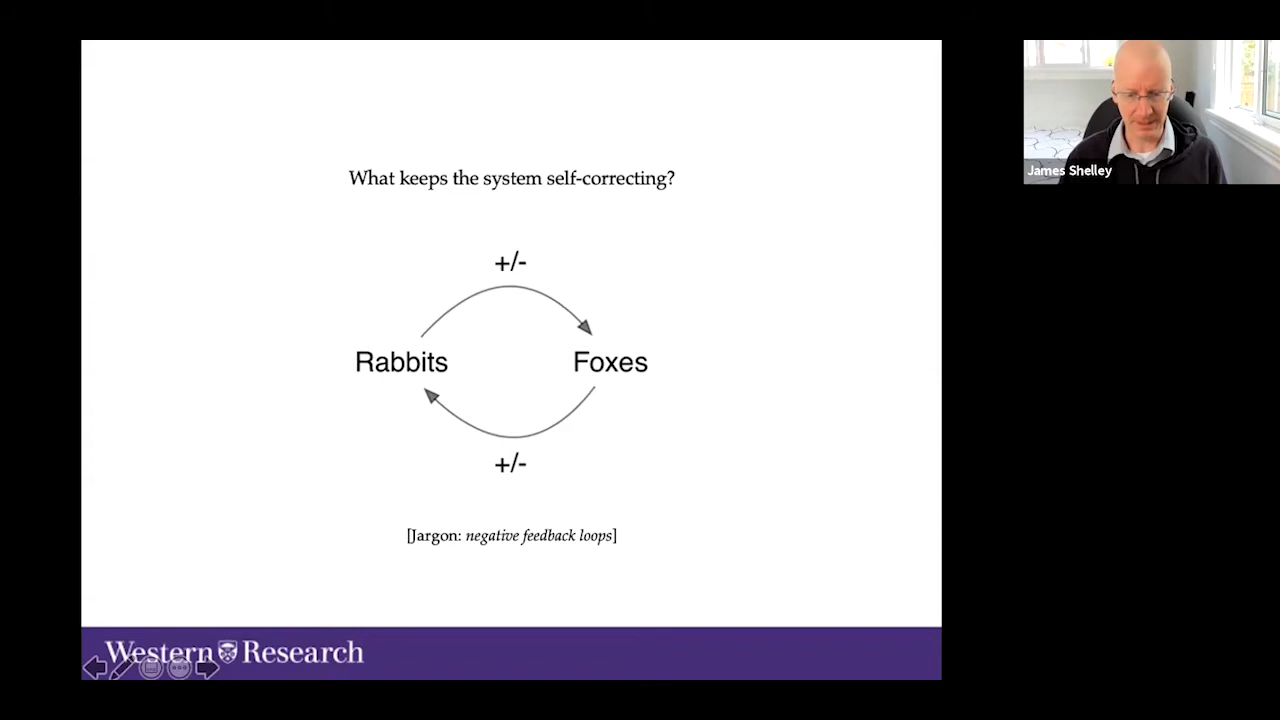 What keeps the system self-correcting?
+/-
Rabbits
Foxes
+/-
[Jargon: negative feedback loops]
Western Research
James Shelley